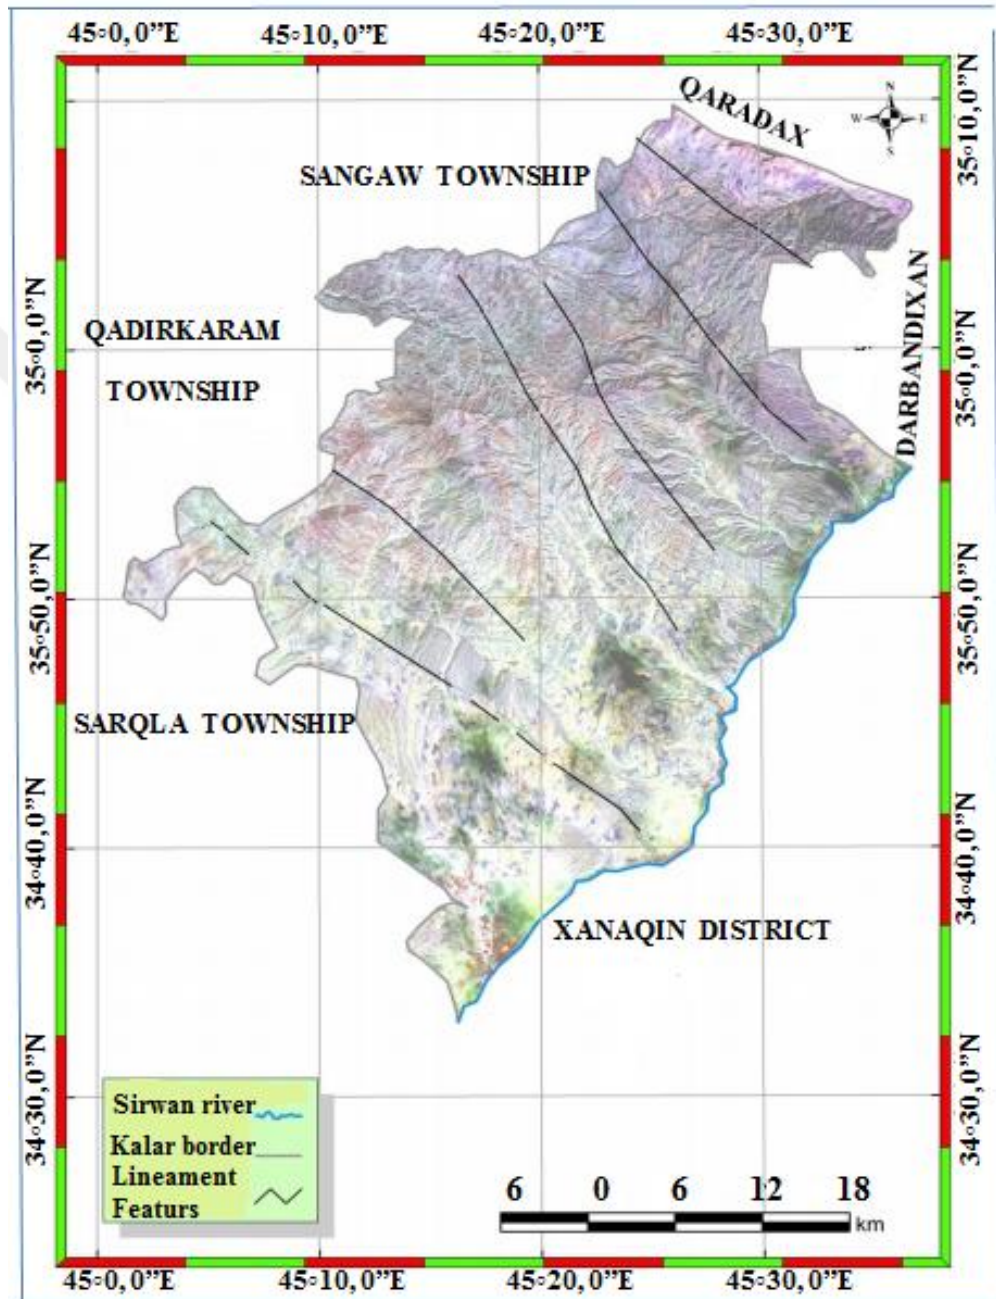 45◦0,0”E 45◦10,0”E 45◦20,0”E 45◦30,0”E
N
W E
S
QARADAX
35◦10,0”N
SANGAW TOWNSHIP
DARBANDIXAN
35◦0,0”N
QADIRKARAM
TOWNSHIP
35◦0,0”N
35◦50,0”N
35◦50,0”N
SARQLA TOWNSHIP
34◦40,0”N
34◦40,0”N
XANAQIN DISTRICT
34◦30,0”N
34◦30,0”N
Sirwan river
Kalar border
Lineament
Featurs
6 0 6 12 18
km
45◦0,0”E 45◦10,0”E 45◦20,0”E 45◦30,0”E